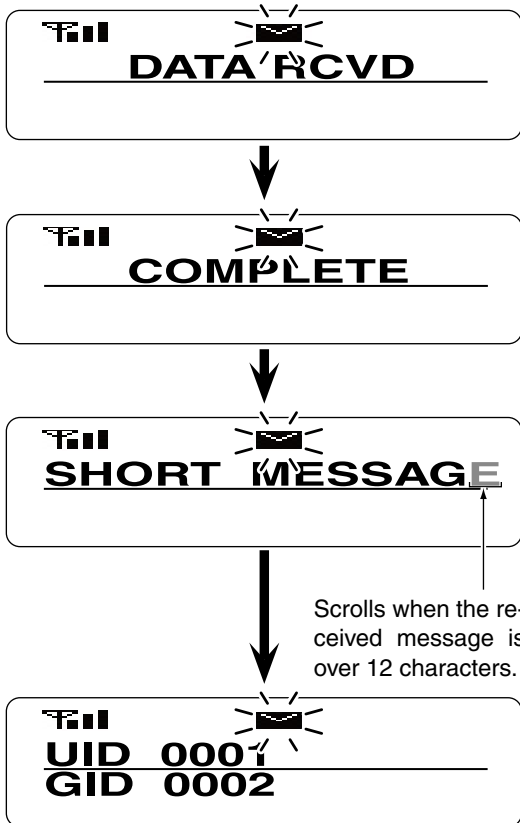 DATA RCVD
COMPLETE
SHORT MESSAGE
Scrolls when the re-
ceived message is
over 12 characters.
UID 0001
GID 0002